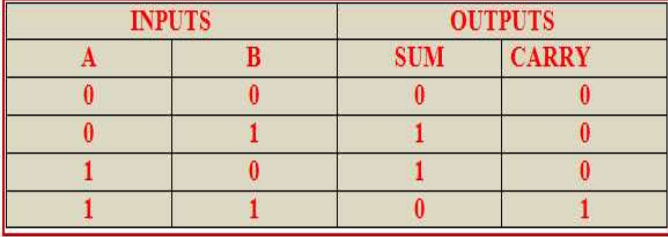 INPUTS OUTPUTS
A B SUM CARRY
0 0 0 0
0 1 1 0
1 0 1 0
1 1 0 1